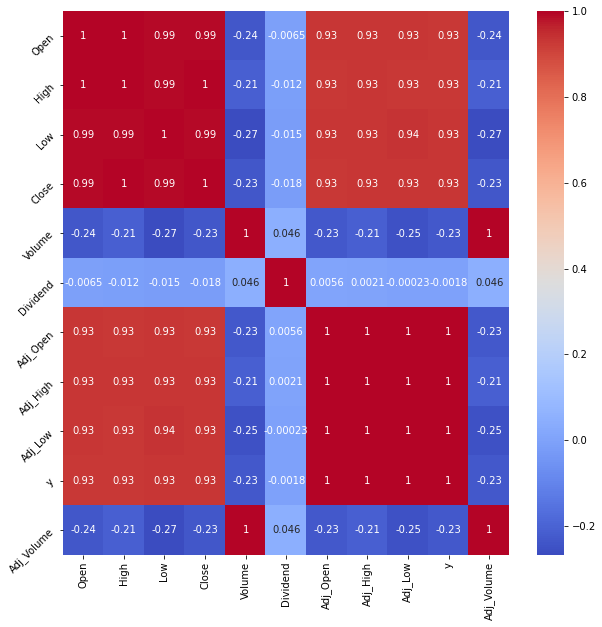 Open 1 1 0.99 0.99 -0.24 -0.0065 0.93 0.93 0.93 0.93 -0.24
High 1 1 0.99 1 -0.21 -0.012 0.93 0.93 0.93 0.93 -0.21
Low 0.99 0.99 1 0.99 -0.27 -0.015 0.93 0.93 0.94 0.93 -0.27
Close 0.99 1 0.99 1 -0.23 -0.018 0.93 0.93 0.93 0.93 -0.23
Volume -0.24 -0.21 -0.27 -0.23 1 0.046 -0.23 -0.21 -0.25 -0.23 1
Dividend -0.0065 -0.012 -0.015 -0.018 0.046 1 0.0056 0.0021 -0.00023 -0.0018 0.046
Adj_Open 0.93 0.93 0.93 0.93 -0.23 0.0056 1 1 1 1 -0.23
Adj_High 0.93 0.93 0.93 0.93 -0.21 0.0021 1 1 1 1 -0.21
Adj_Low 0.93 0.93 0.94 0.93 -0.25 -0.00023 1 1 1 1 -0.25
y 0.93 0.93 0.93 0.93 -0.23 -0.0018 1 1 1 1 -0.23
Adj_Volume -0.24 -0.21 -0.27 -0.23 1 0.046 -0.23 -0.21 -0.25 -0.23 1
Open High Low Close Volume Dividend Adj_Open Adj_High Adj_Low y Adj_Volume
1.0
0.8
0.6
0.4
0.2
0.0
−0.2